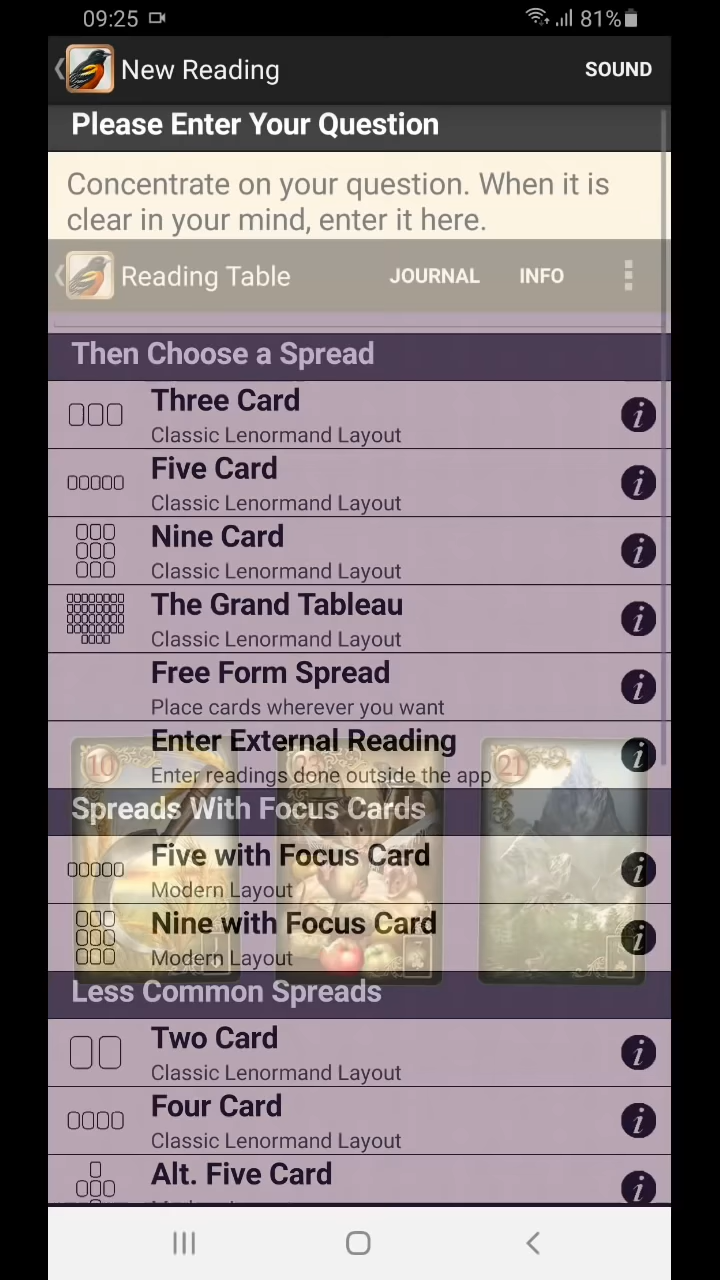 09:25
81%
New Reading
SOUND
Please Enter Your Question
Concentrate on your question. When it is
clear in your mind, enter it here.
Reading Table
JOURNAL
INFO
Then Choose a Spread
Three Card
Classic Lenormand Layout
Five Card
Classic Lenormand Layout
Nine Card
Classic Lenormand Layout
The Grand Tableau
Classic Lenormand Layout
Free Form Spread
Place cards wherever you want
Enter External Reading
Enter readings done outside the app
10
23
21
Spreads With Focus Cards
Five with Focus Card
Modern Layout
Nine with Focus Card
Modern Layout
Less Common Spreads
Two Card
Classic Lenormand Layout
Four Card
Classic Lenormand Layout
Alt. Five Card